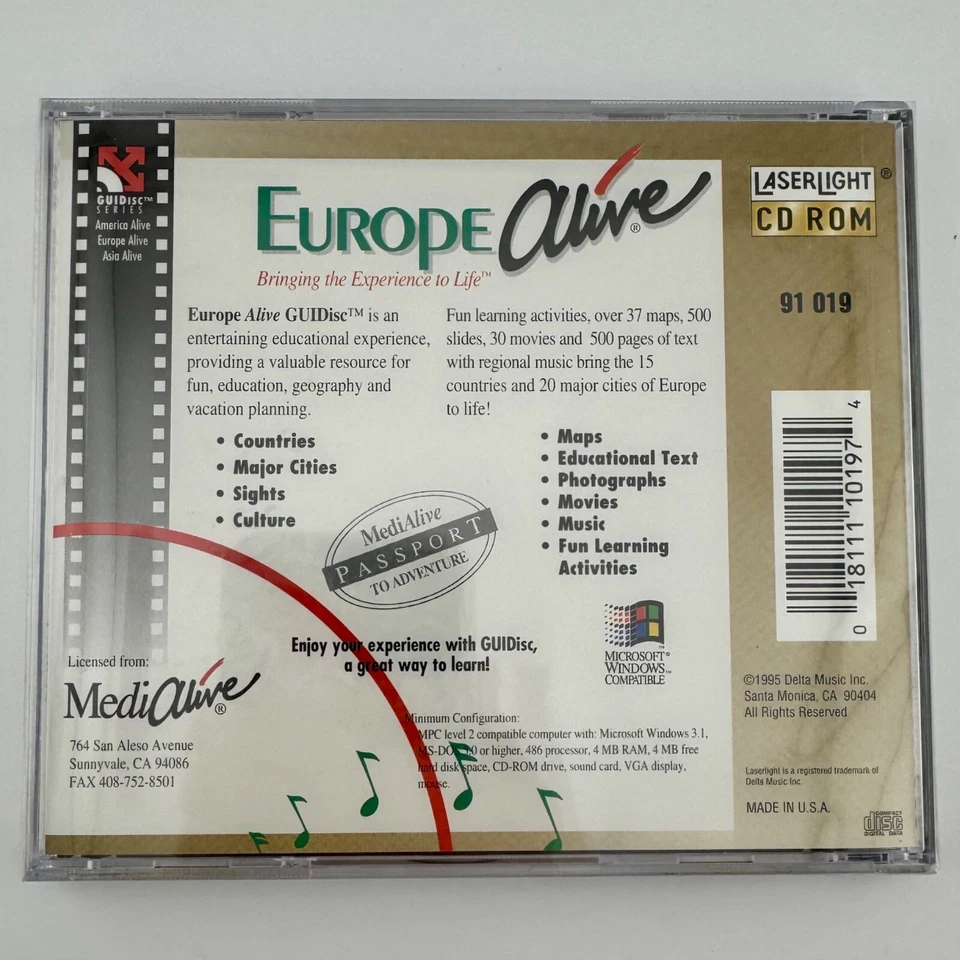 GUIDisc™
SERIES
America Alive
Europe Alive
Asia Alive
EUROPE Alive®
Bringing the Experience to Life™
Europe Alive GUIDisc™ is an
entertaining educational experience,
providing a valuable resource for
fun, education, geography and
vacation planning.
• Countries
• Major Cities
• Sights
• Culture
Fun learning activities, over 37 maps, 500
slides, 30 movies and 500 pages of text
with regional music bring the 15
countries and 20 major cities of Europe
to life!
• Maps
• Educational Text
• Photographs
• Movies
• Music
• Fun Learning
Activities
MediAlive
PASSPORT
TO ADVENTURE
Enjoy your experience with GUIDisc,
a great way to learn!
MICROSOFT®
WINDOWS™
COMPATIBLE
Licensed from:
MediAlive®
764 San Aleso Avenue
Sunnyvale, CA 94086
FAX 408-752-8501
Minimum Configuration:
MPC level 2 compatible computer with: Microsoft Windows 3.1,
or higher, 486 processor, 4 MB RAM, 4 MB free
hard disk space, CD-ROM drive, sound card, VGA display,
mouse.
LASERLIGHT®
CD ROM
91 019
0 18111 10197 4
©1995 Delta Music Inc.
Santa Monica, CA 90404
All Rights Reserved
Laserlight is a registered trademark of
Delta Music Inc.
MADE IN U.S.A.
COMPACT
disc
DIGITAL DATA